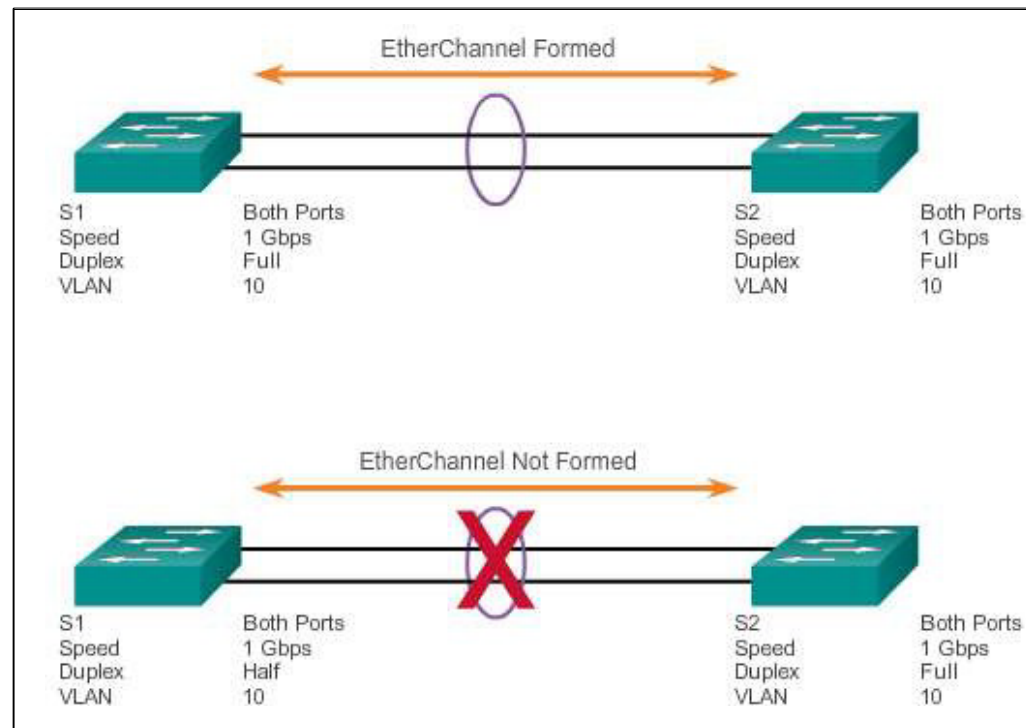 EtherChannel Formed
S1 Both Ports
Speed 1 Gbps
Duplex Full
VLAN 10
S2 Both Ports
Speed 1 Gbps
Duplex Full
VLAN 10
EtherChannel Not Formed
S1 Both Ports
Speed 1 Gbps
Duplex Half
VLAN 10
S2 Both Ports
Speed 1 Gbps
Duplex Full
VLAN 10